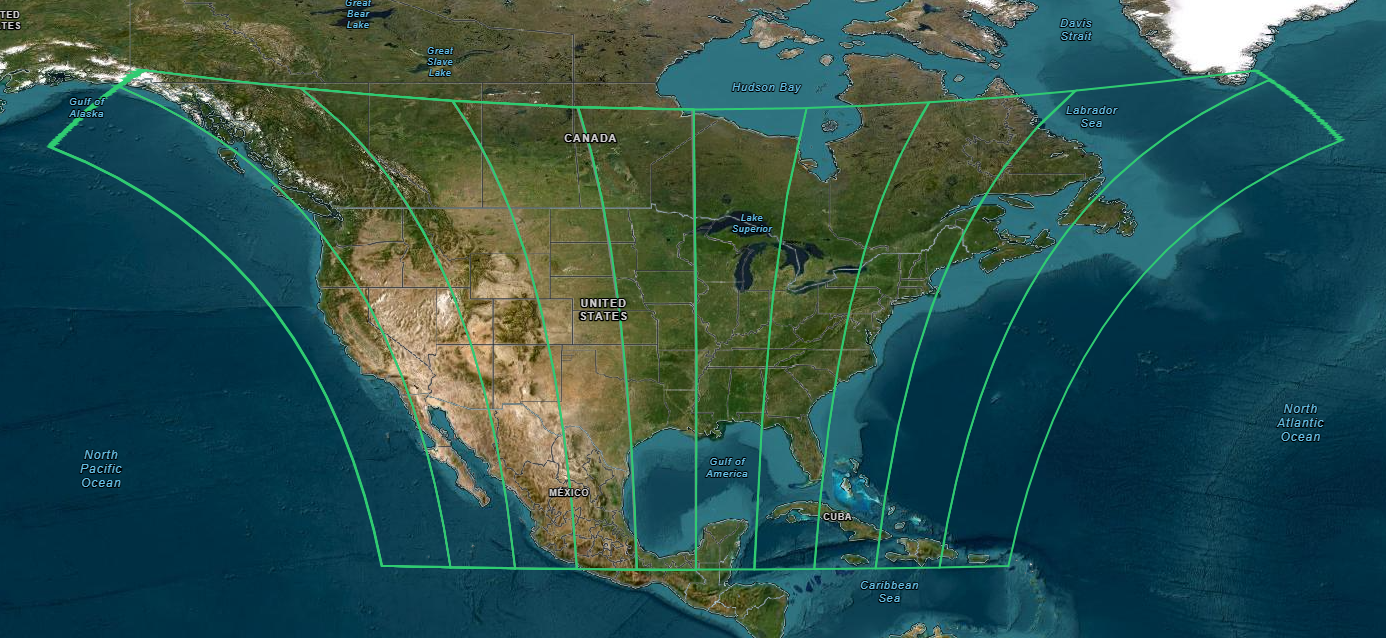 TED
TES
Great
Bear
Lake
Great
Slave
Lake
Davis
Strait
Hudson Bay
Gulf of
Alaska
Labrador
Sea
CANADA
Lake
Superior
UNITED
STATES
North
Pacific
Ocean
Gulf of
America
North
Atlantic
Ocean
MÉXICO
CUBA
Caribbean
Sea